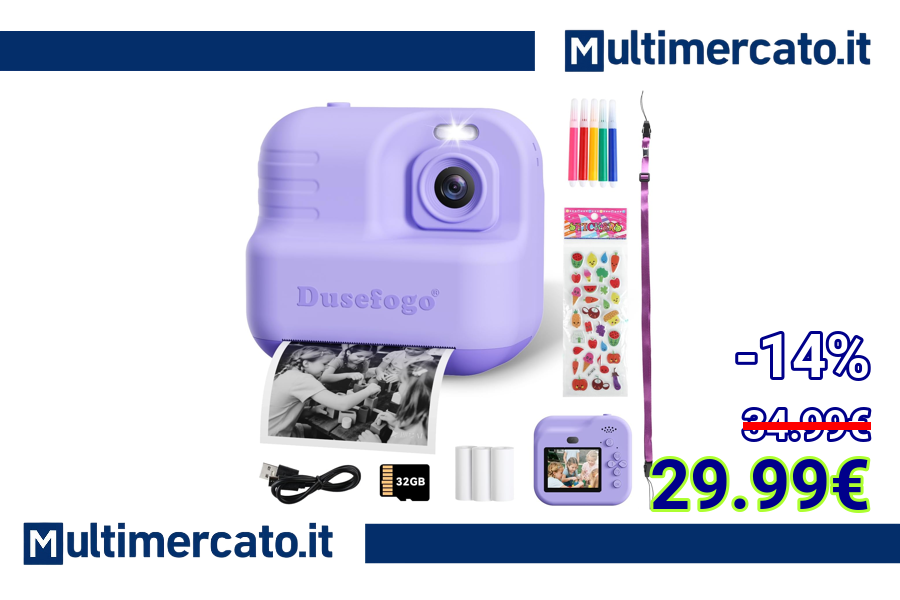 Multimercato.it
Dusefogo®
32GB
-14%
34.99€
29.99€
Multimercato.it